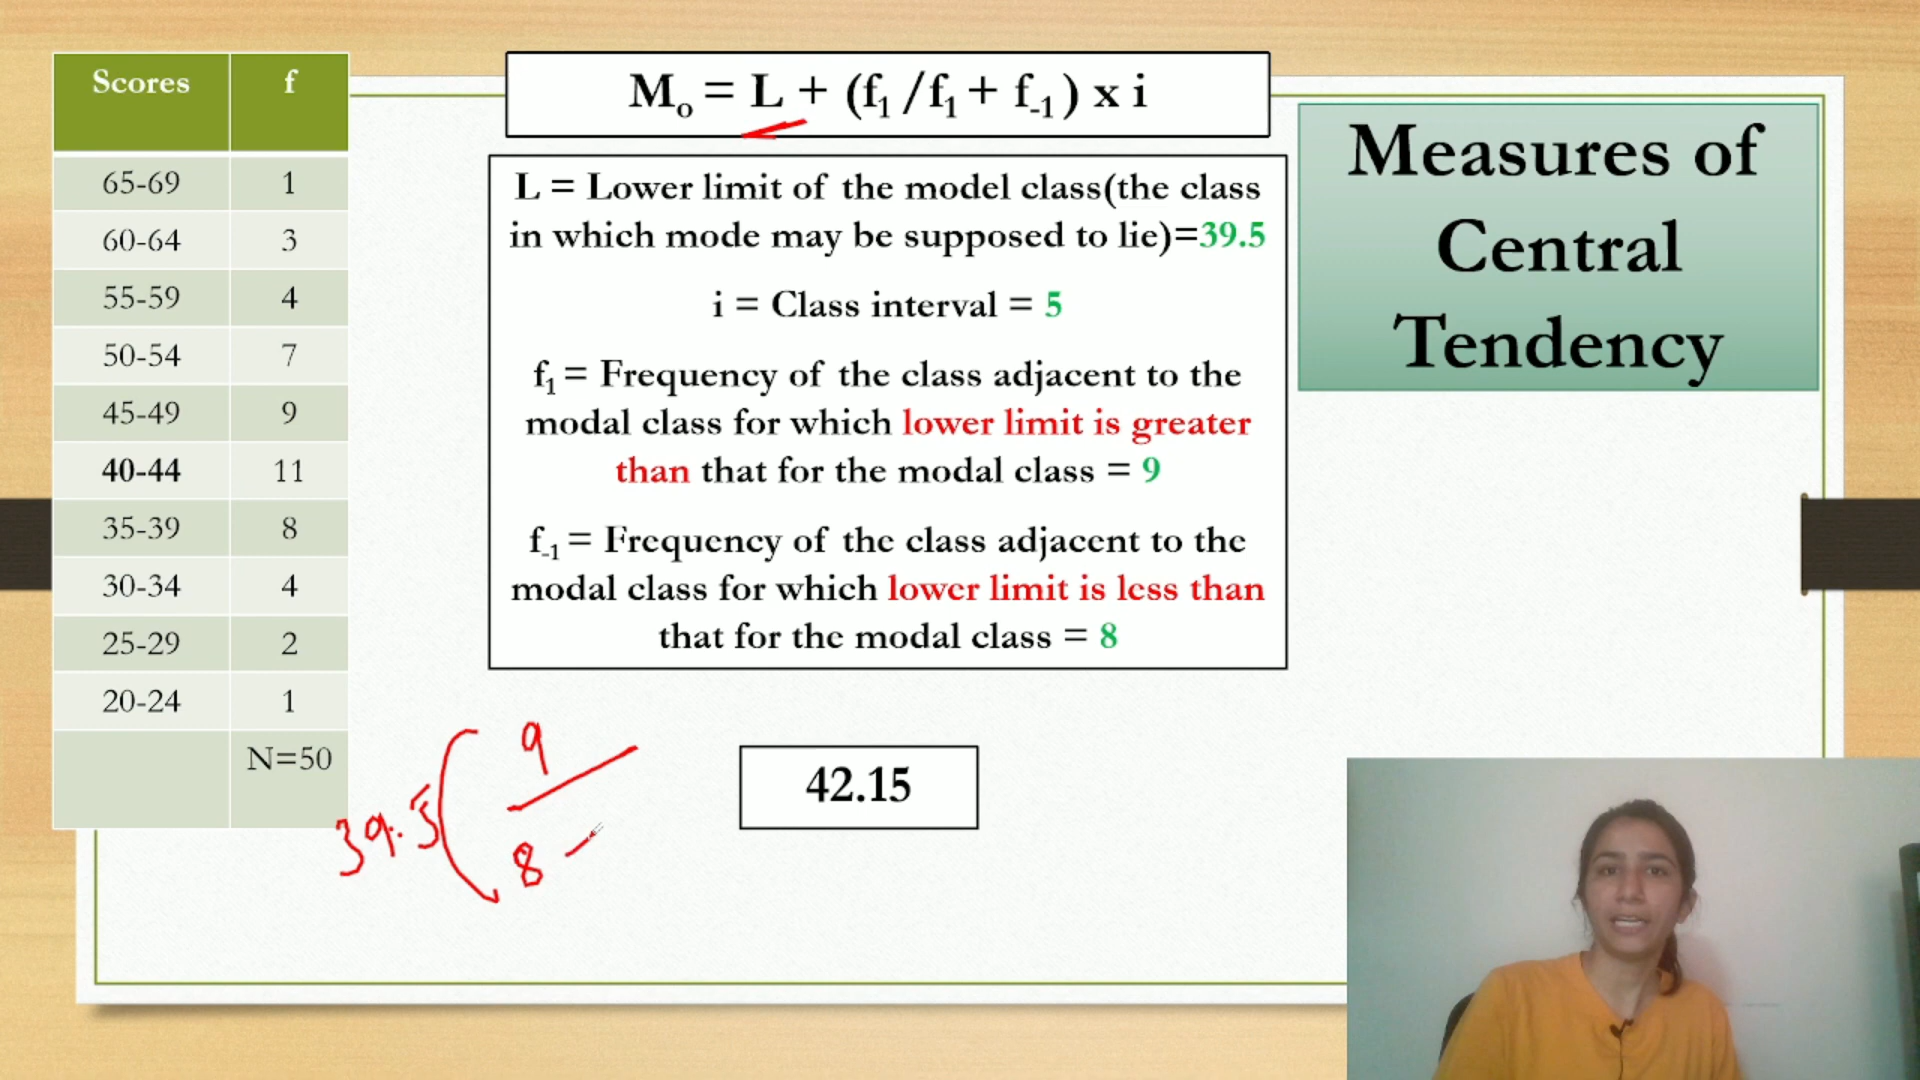 Scores f
65-69 1
60-64 3
55-59 4
50-54 7
45-49 9
40-44 11
35-39 8
30-34 4
25-29 2
20-24 1
N=50
Mo = L + (f1 /f1 + f-1 ) x i
L = Lower limit of the model class(the class
in which mode may be supposed to lie)=39.5
i = Class interval = 5
f1 = Frequency of the class adjacent to the
modal class for which lower limit is greater
than that for the modal class = 9
f-1 = Frequency of the class adjacent to the
modal class for which lower limit is less than
that for the modal class = 8
Measures of
Central
Tendency
9
39.5(
8 -
42.15